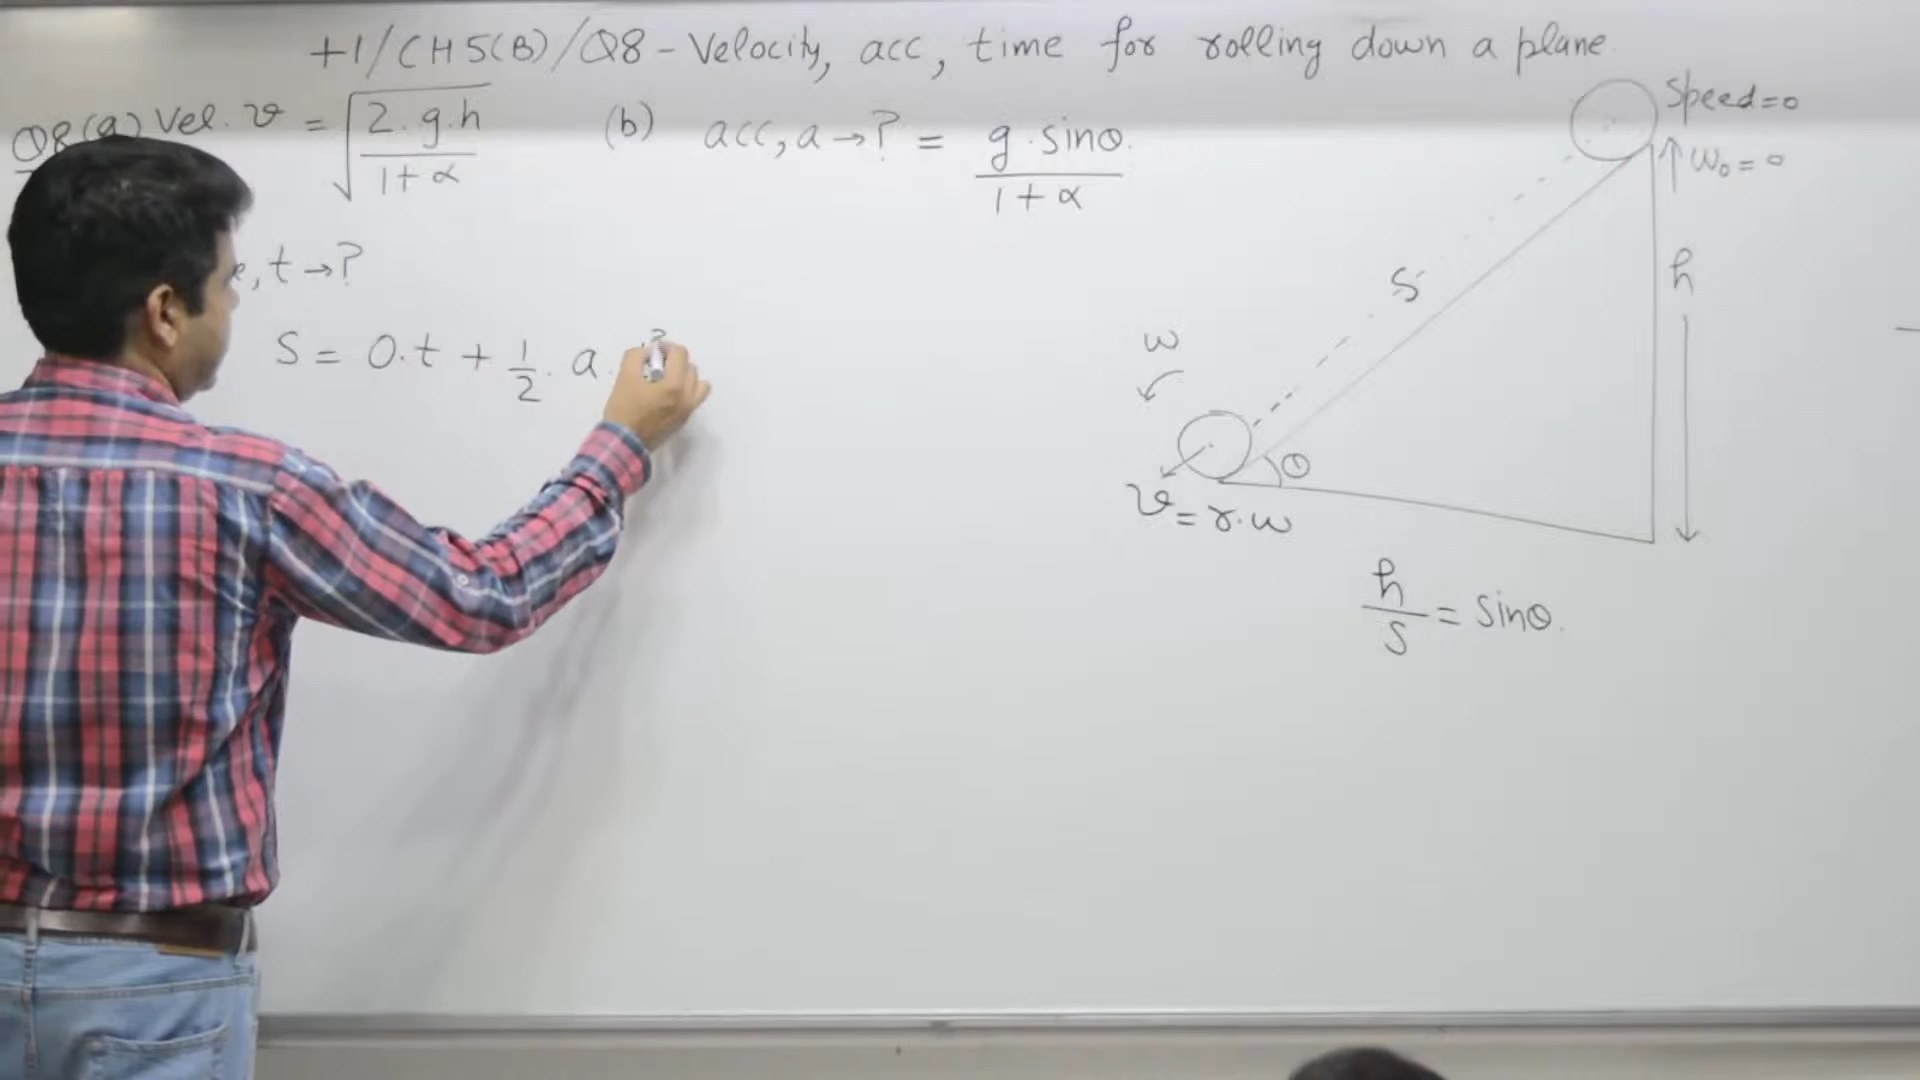 +1/CH5(B)/Q8 - Velocity, acc, time for rolling down a plane
Q8(a) Vel. v = √(2.g.h / 1+α)
(b) acc, a → ? = g.sinθ / 1+α
Speed=0
ω₀=0
, t → ?
S
h
S = 0.t + 1/2 . a .
ω
θ
v = r.ω
h/S = sinθ.